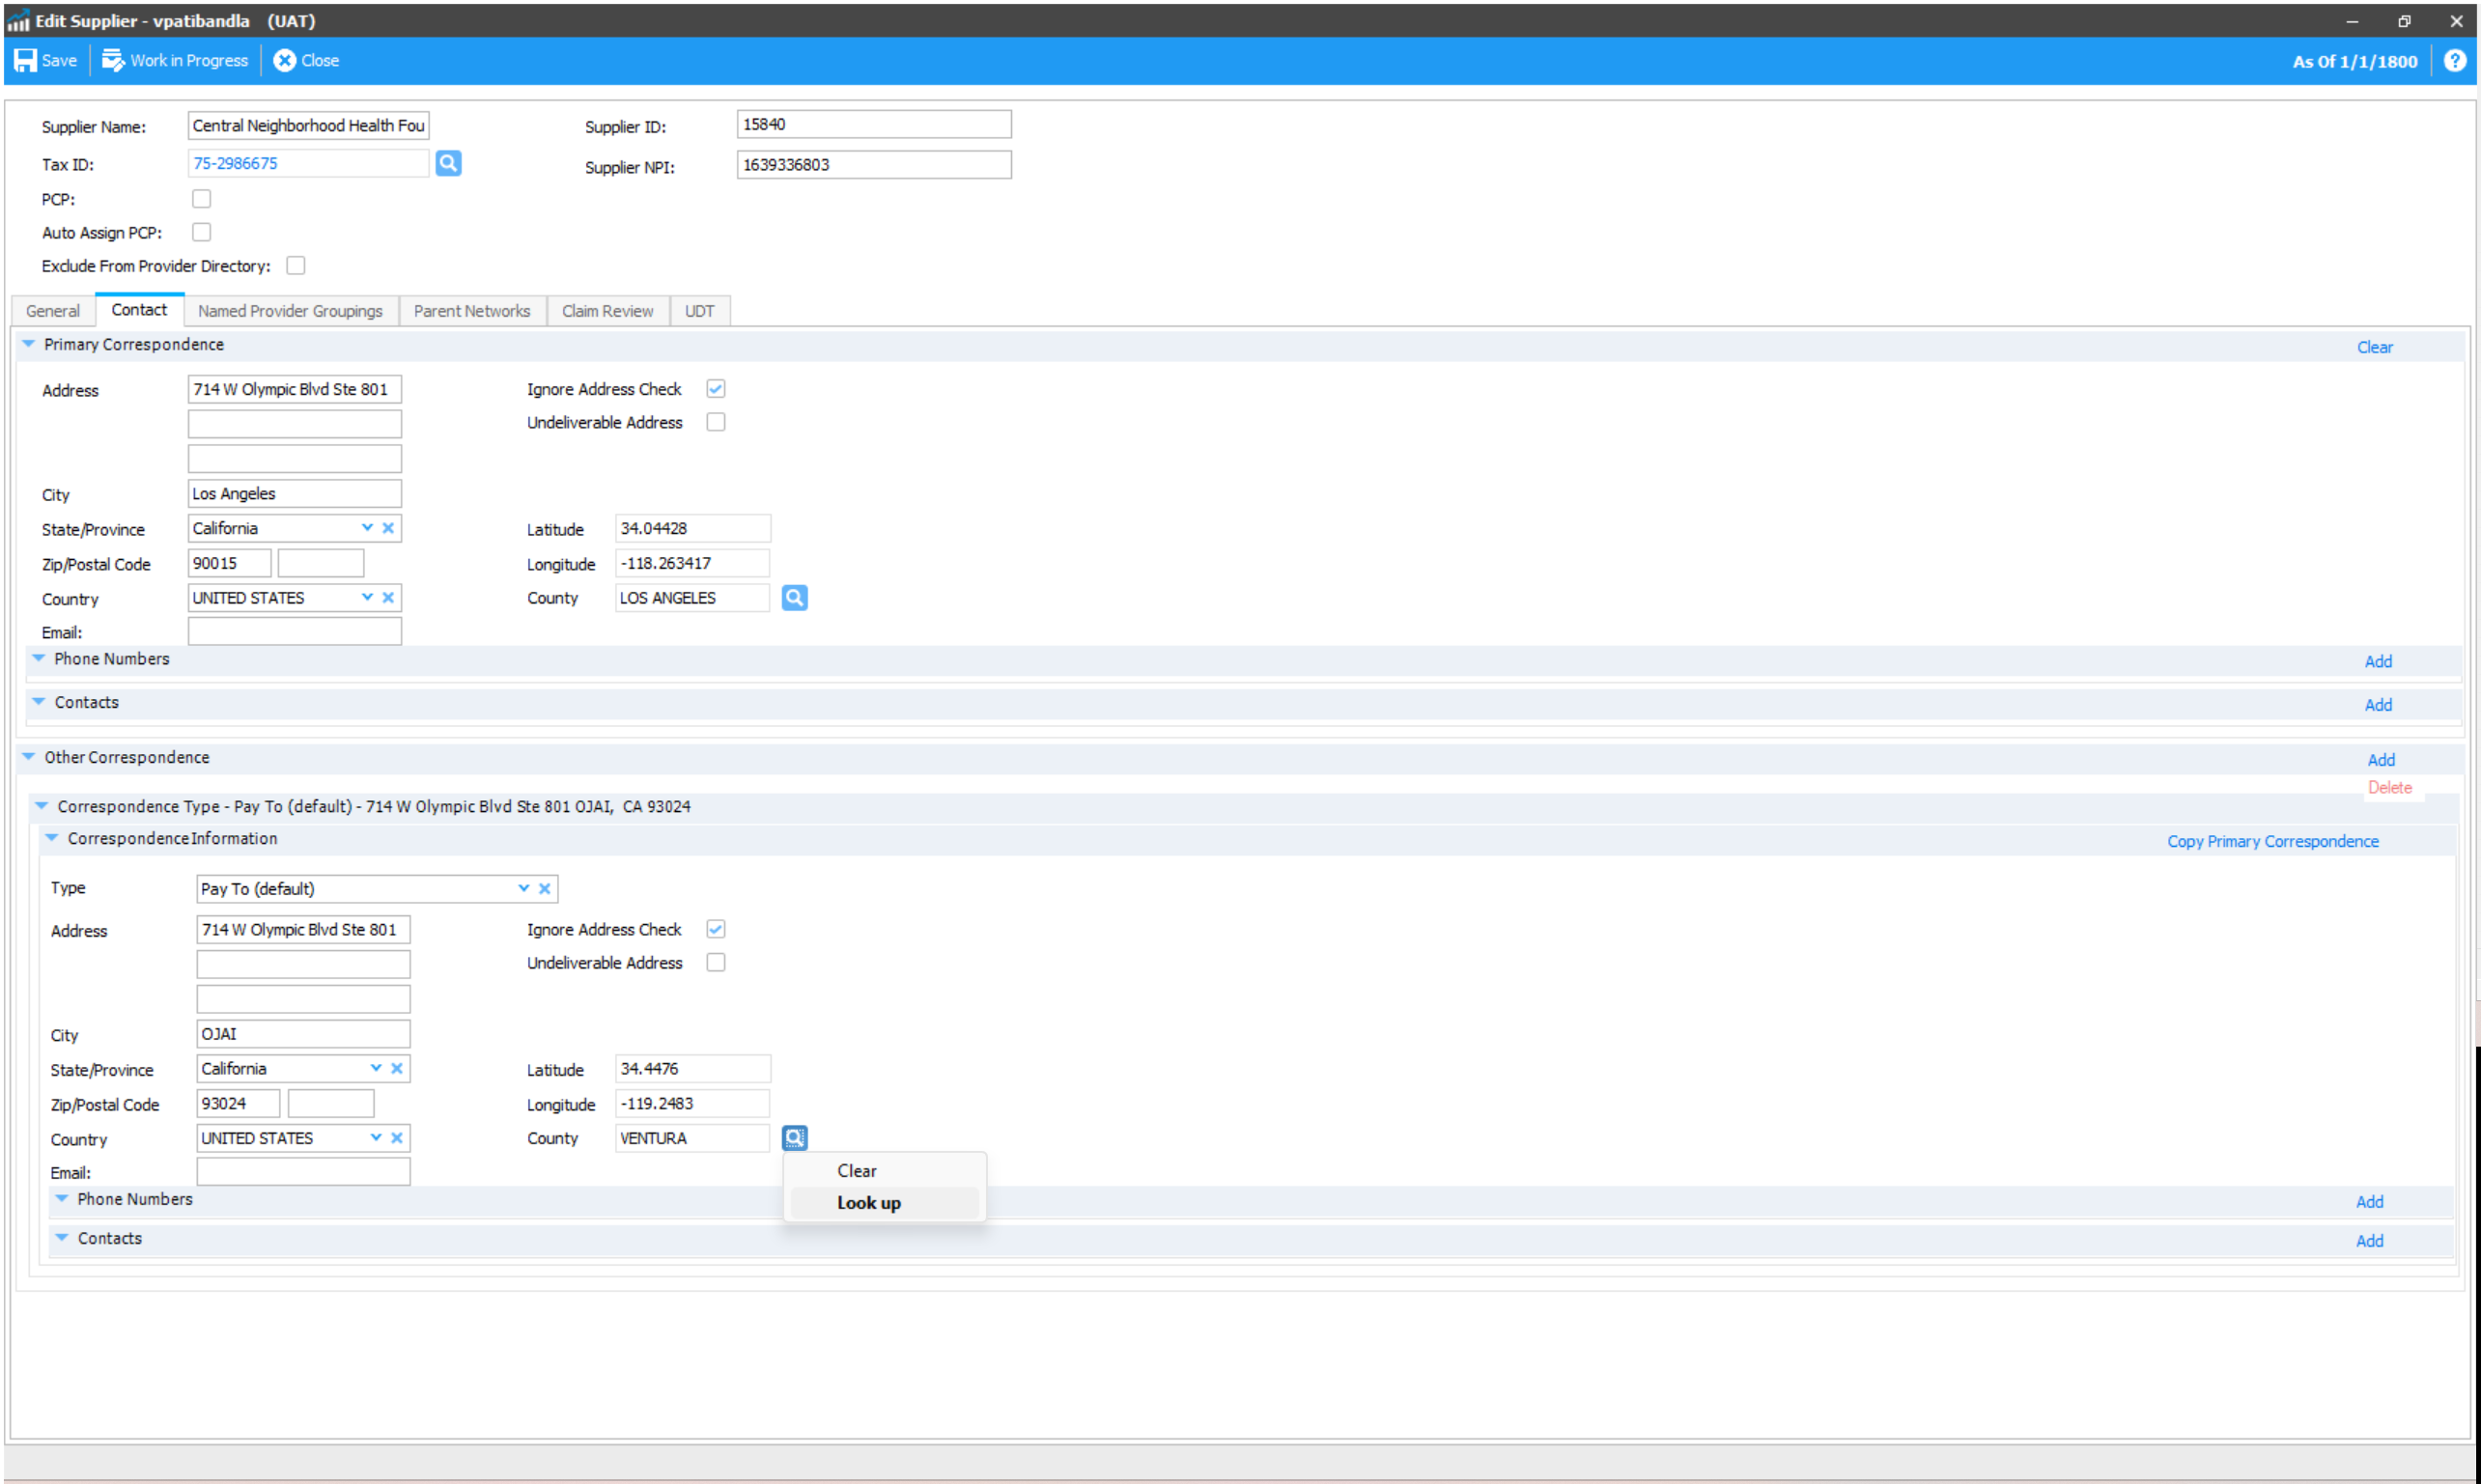 Edit Supplier - vpatibandla   (UAT)
Save Work in Progress Close As Of 1/1/1800 ?
Supplier Name: Central Neighborhood Health Fou Supplier ID: 15840
Tax ID: 75-2986675 Supplier NPI: 1639336803
PCP:
Auto Assign PCP:
Exclude From Provider Directory:
General Contact Named Provider Groupings Parent Networks Claim Review UDT
Primary Correspondence Clear
Address 714 W Olympic Blvd Ste 801 Ignore Address Check
Undeliverable Address
City Los Angeles
State/Province California Latitude 34.04428
Zip/Postal Code 90015 Longitude -118.263417
Country UNITED STATES County LOS ANGELES
Email:
Phone Numbers Add
Contacts Add
Other Correspondence Add
Delete
Correspondence Type - Pay To (default) - 714 W Olympic Blvd Ste 801 OJAI,  CA 93024
Correspondence Information Copy Primary Correspondence
Type Pay To (default)
Address 714 W Olympic Blvd Ste 801 Ignore Address Check
Undeliverable Address
City OJAI
State/Province California Latitude 34.4476
Zip/Postal Code 93024 Longitude -119.2483
Country UNITED STATES County VENTURA
Email: Clear
Phone Numbers Look up Add
Contacts Add